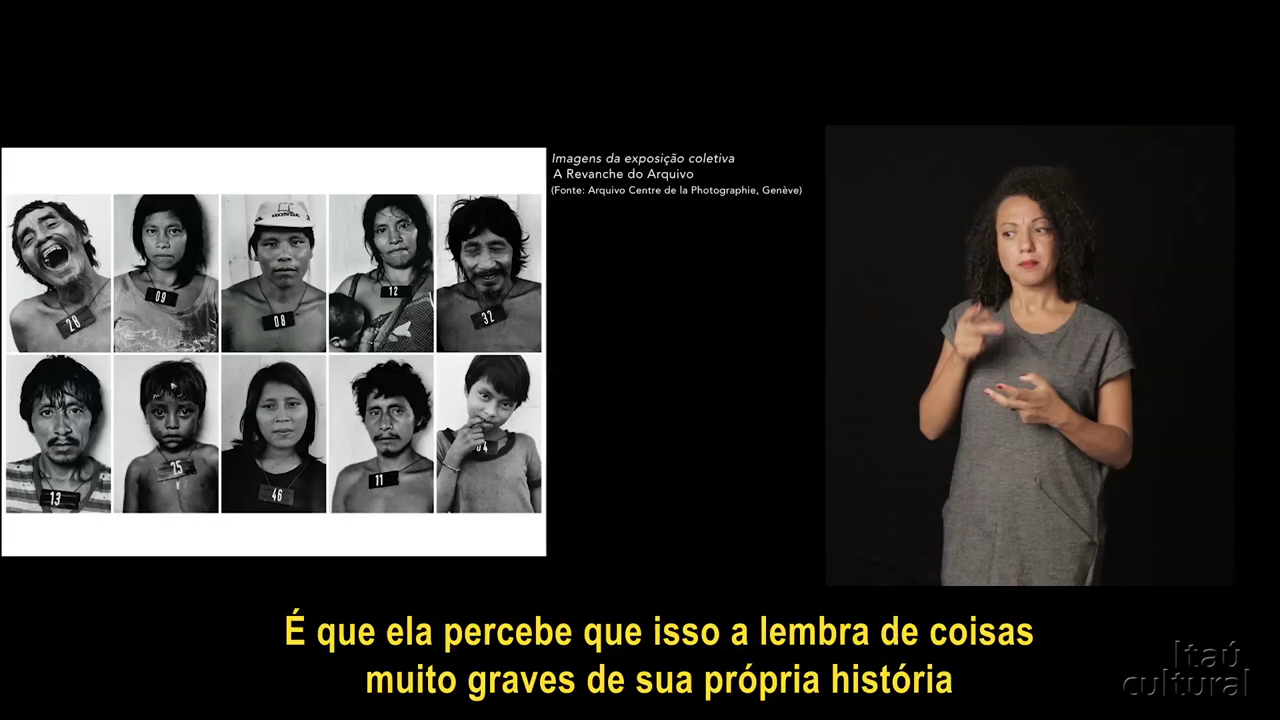 Imagens da exposição coletiva
A Revanche do Arquivo
(Fonte: Arquivo Centre de la Photographie, Genève)
HONDA
28
09
08
12
32
13
25
46
11
04
É que ela percebe que isso a lembra de coisas
muito graves de sua própria história
Itaú
cultural